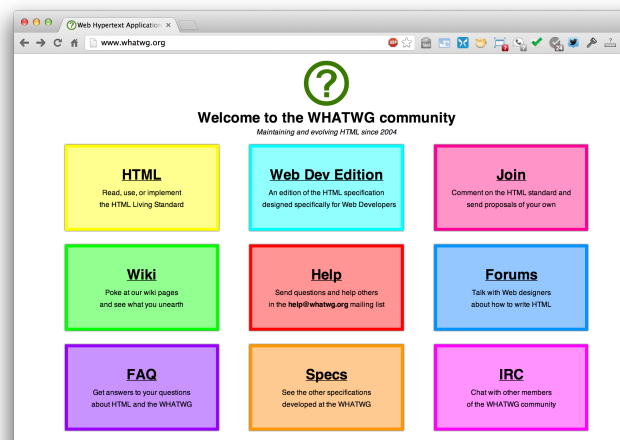 Web Hypertext Application
www.whatwg.org
?
Welcome to the WHATWG community
Maintaining and evolving HTML since 2004
HTML
Read, use, or implement
the HTML Living Standard
Web Dev Edition
An edition of the HTML specification
designed specifically for Web Developers
Join
Comment on the HTML standard and
send proposals of your own
Wiki
Poke at our wiki pages
and see what you unearth
Help
Send questions and help others
in the help@whatwg.org mailing list
Forums
Talk with Web designers
about how to write HTML
FAQ
Get answers to your questions
about HTML and the WHATWG
Specs
See the other specifications
developed at the WHATWG
IRC
Chat with other members
of the WHATWG community